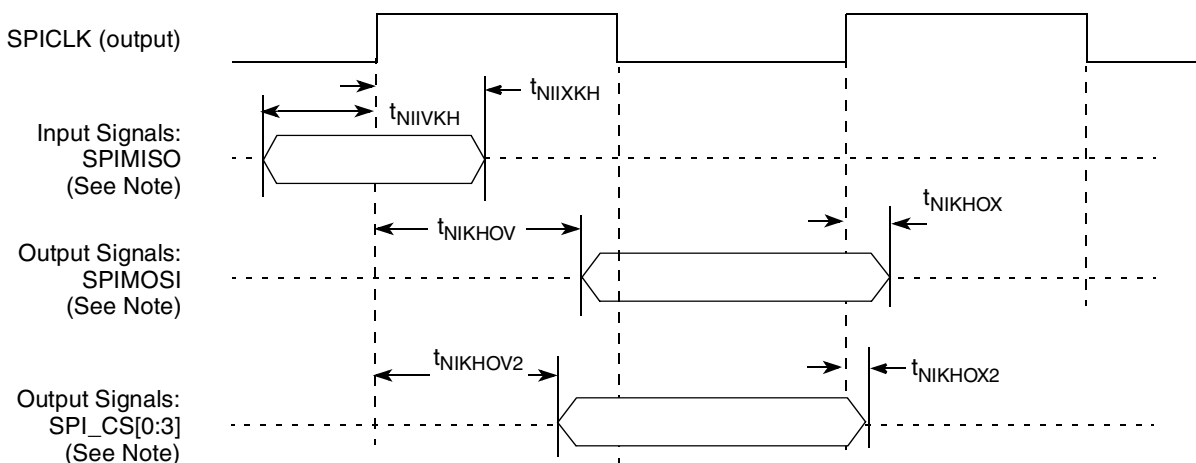 SPICLK (output)
tNIIXKH
tNIIVKH
Input Signals:
SPIMISO
(See Note)
tNIKHOX
tNIKHOV
Output Signals:
SPIMOSI
(See Note)
tNIKHOV2
tNIKHOX2
Output Signals:
SPI_CS[0:3]
(See Note)